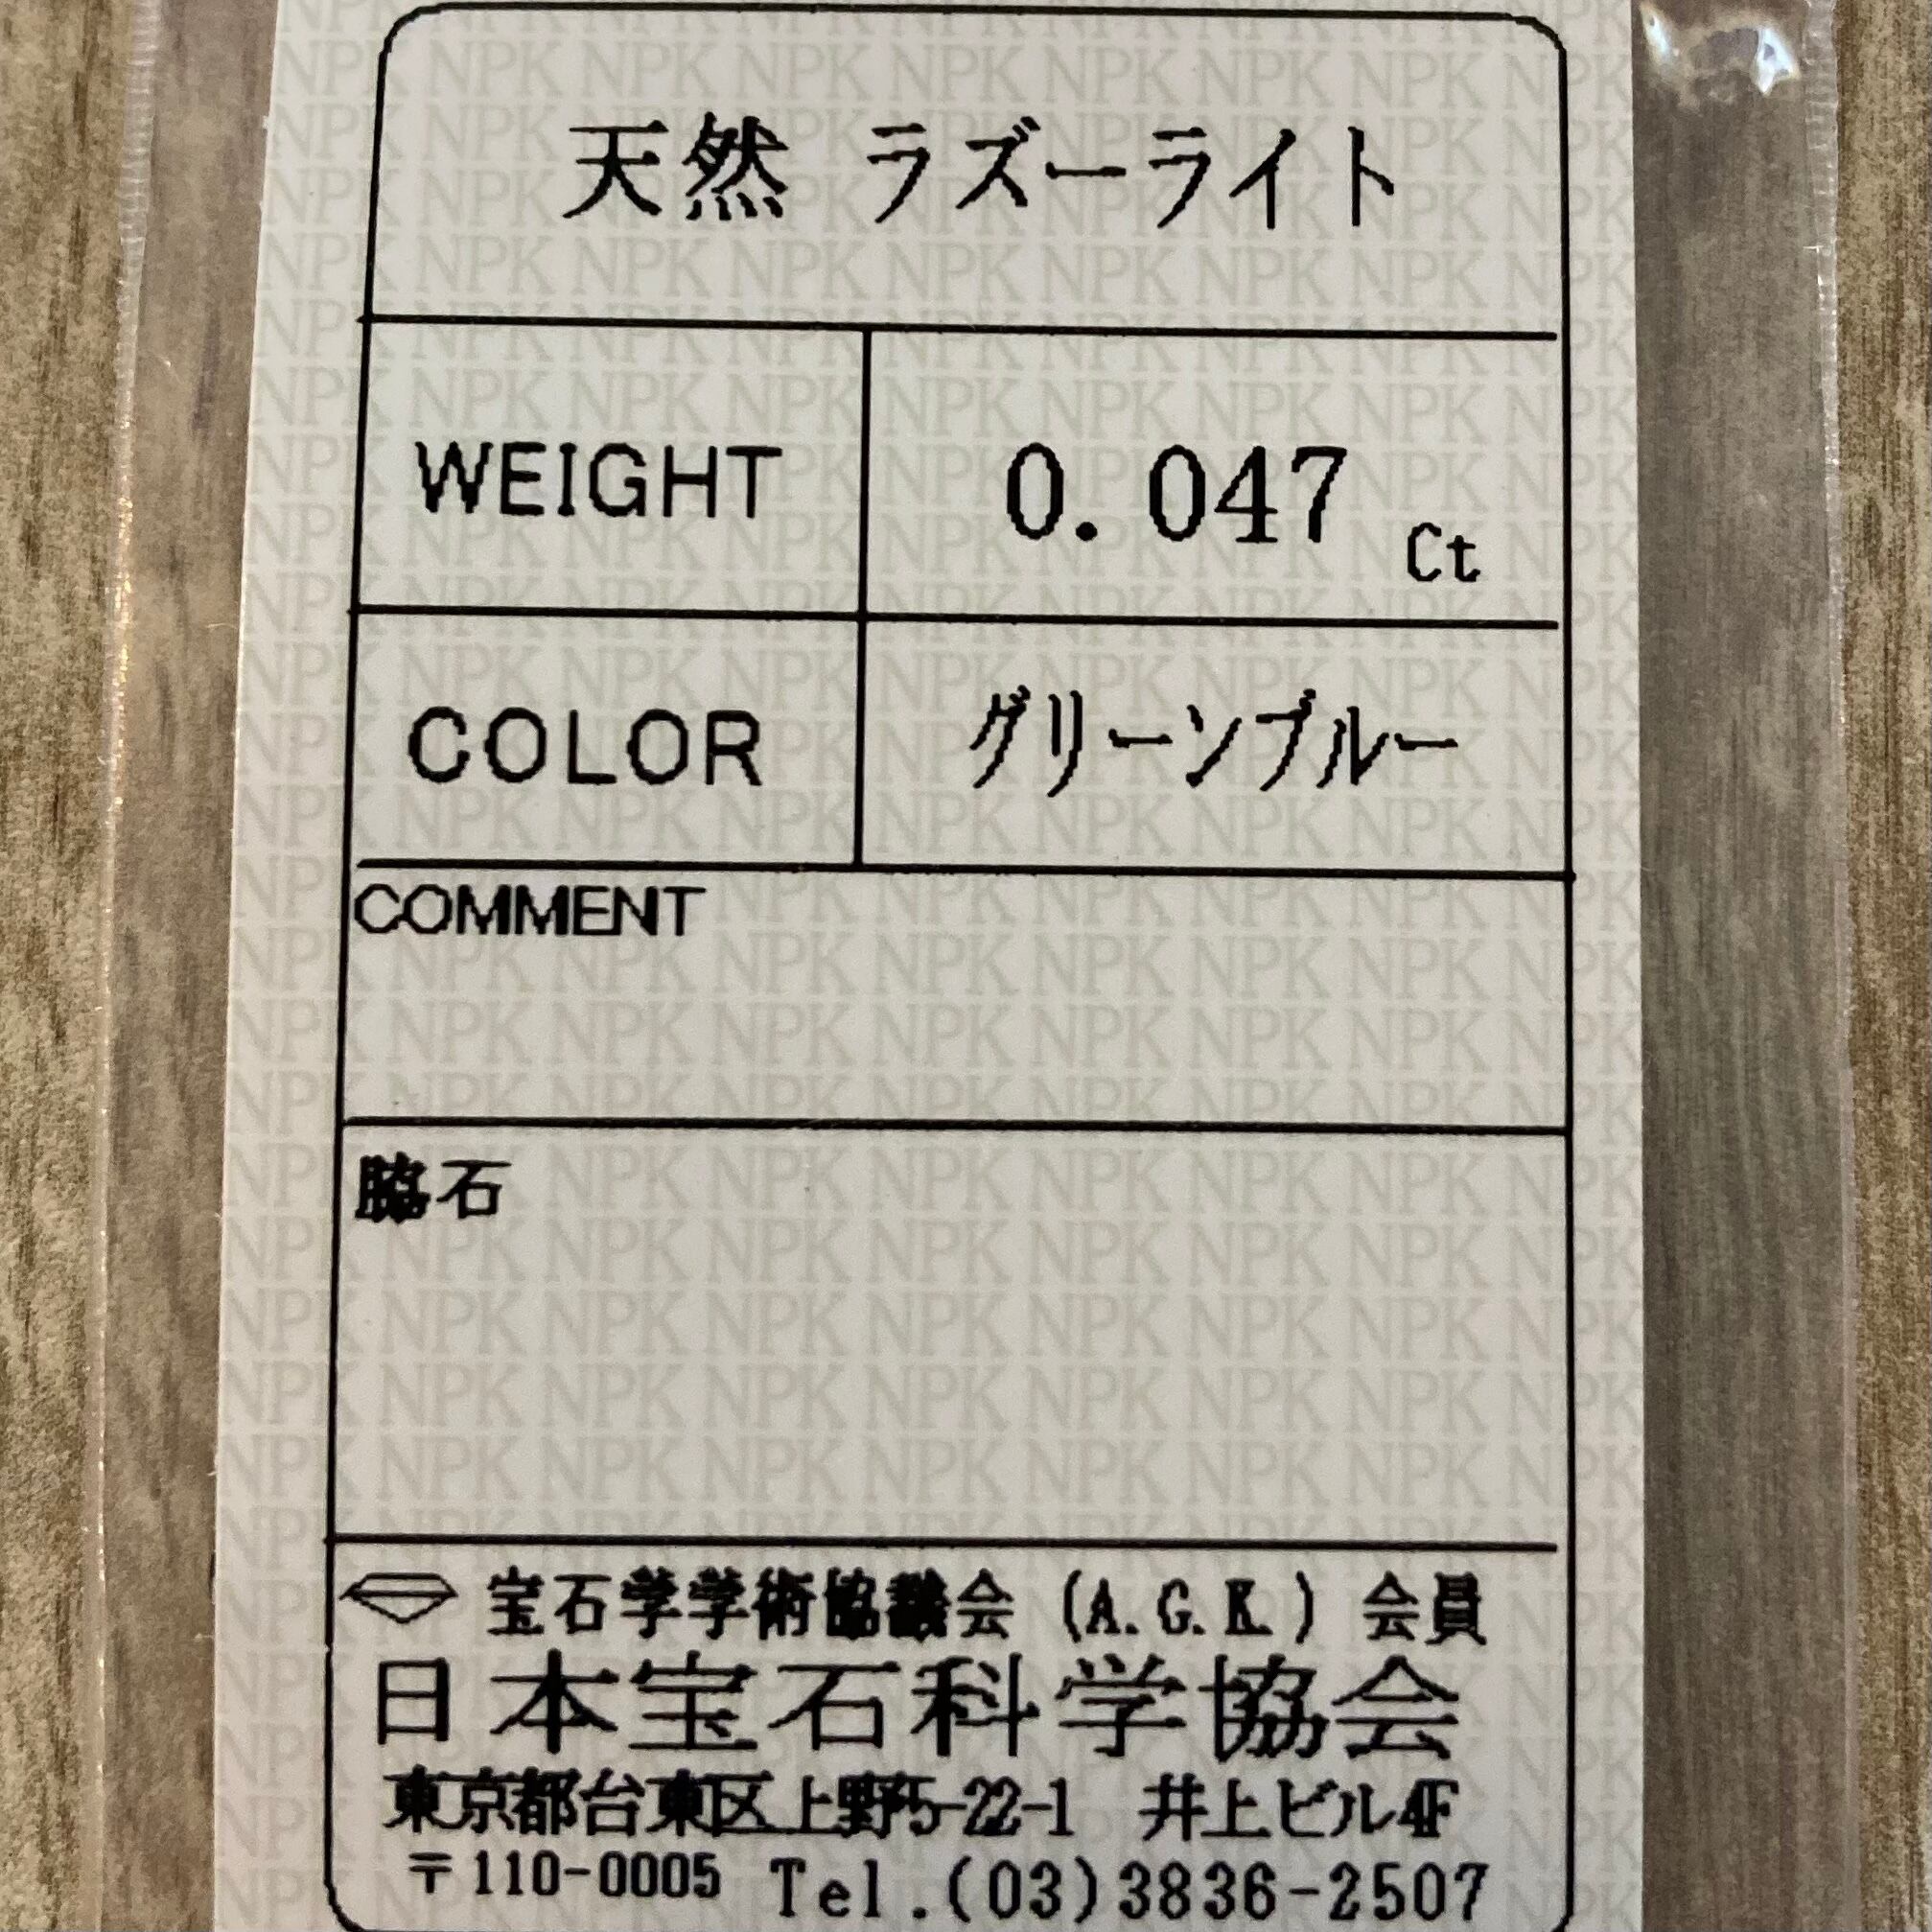 天然 ラズーライト
WEIGHT 0.047 Ct
COLOR グリーンブルー
COMMENT
脇石
宝石学学術協議会 (A.G.K.) 会員
日本宝石科学協会
東京都台東区上野5-22-1 井上ビル4F
〒110-0005 Tel.(03)3836-2507